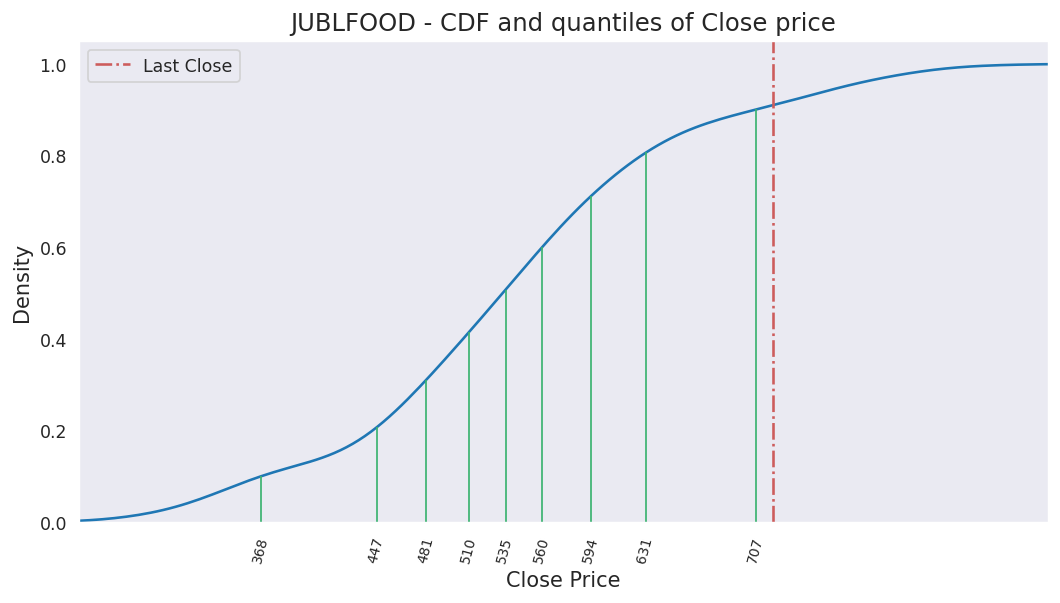 JUBLFOOD - CDF and quantiles of Close price
Last Close
1.0
0.8
0.6
0.4
0.2
0.0
Density
368 447 481 510 535 560 594 631 707
Close Price